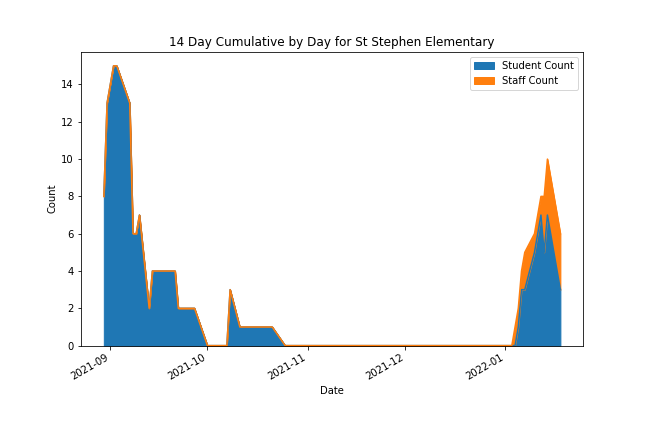 14 Day Cumulative by Day for St Stephen Elementary
Student Count
Staff Count
14
12
10
8
6
4
2
0
Count
2021-09
2021-10
2021-11
2021-12
2022-01
Date